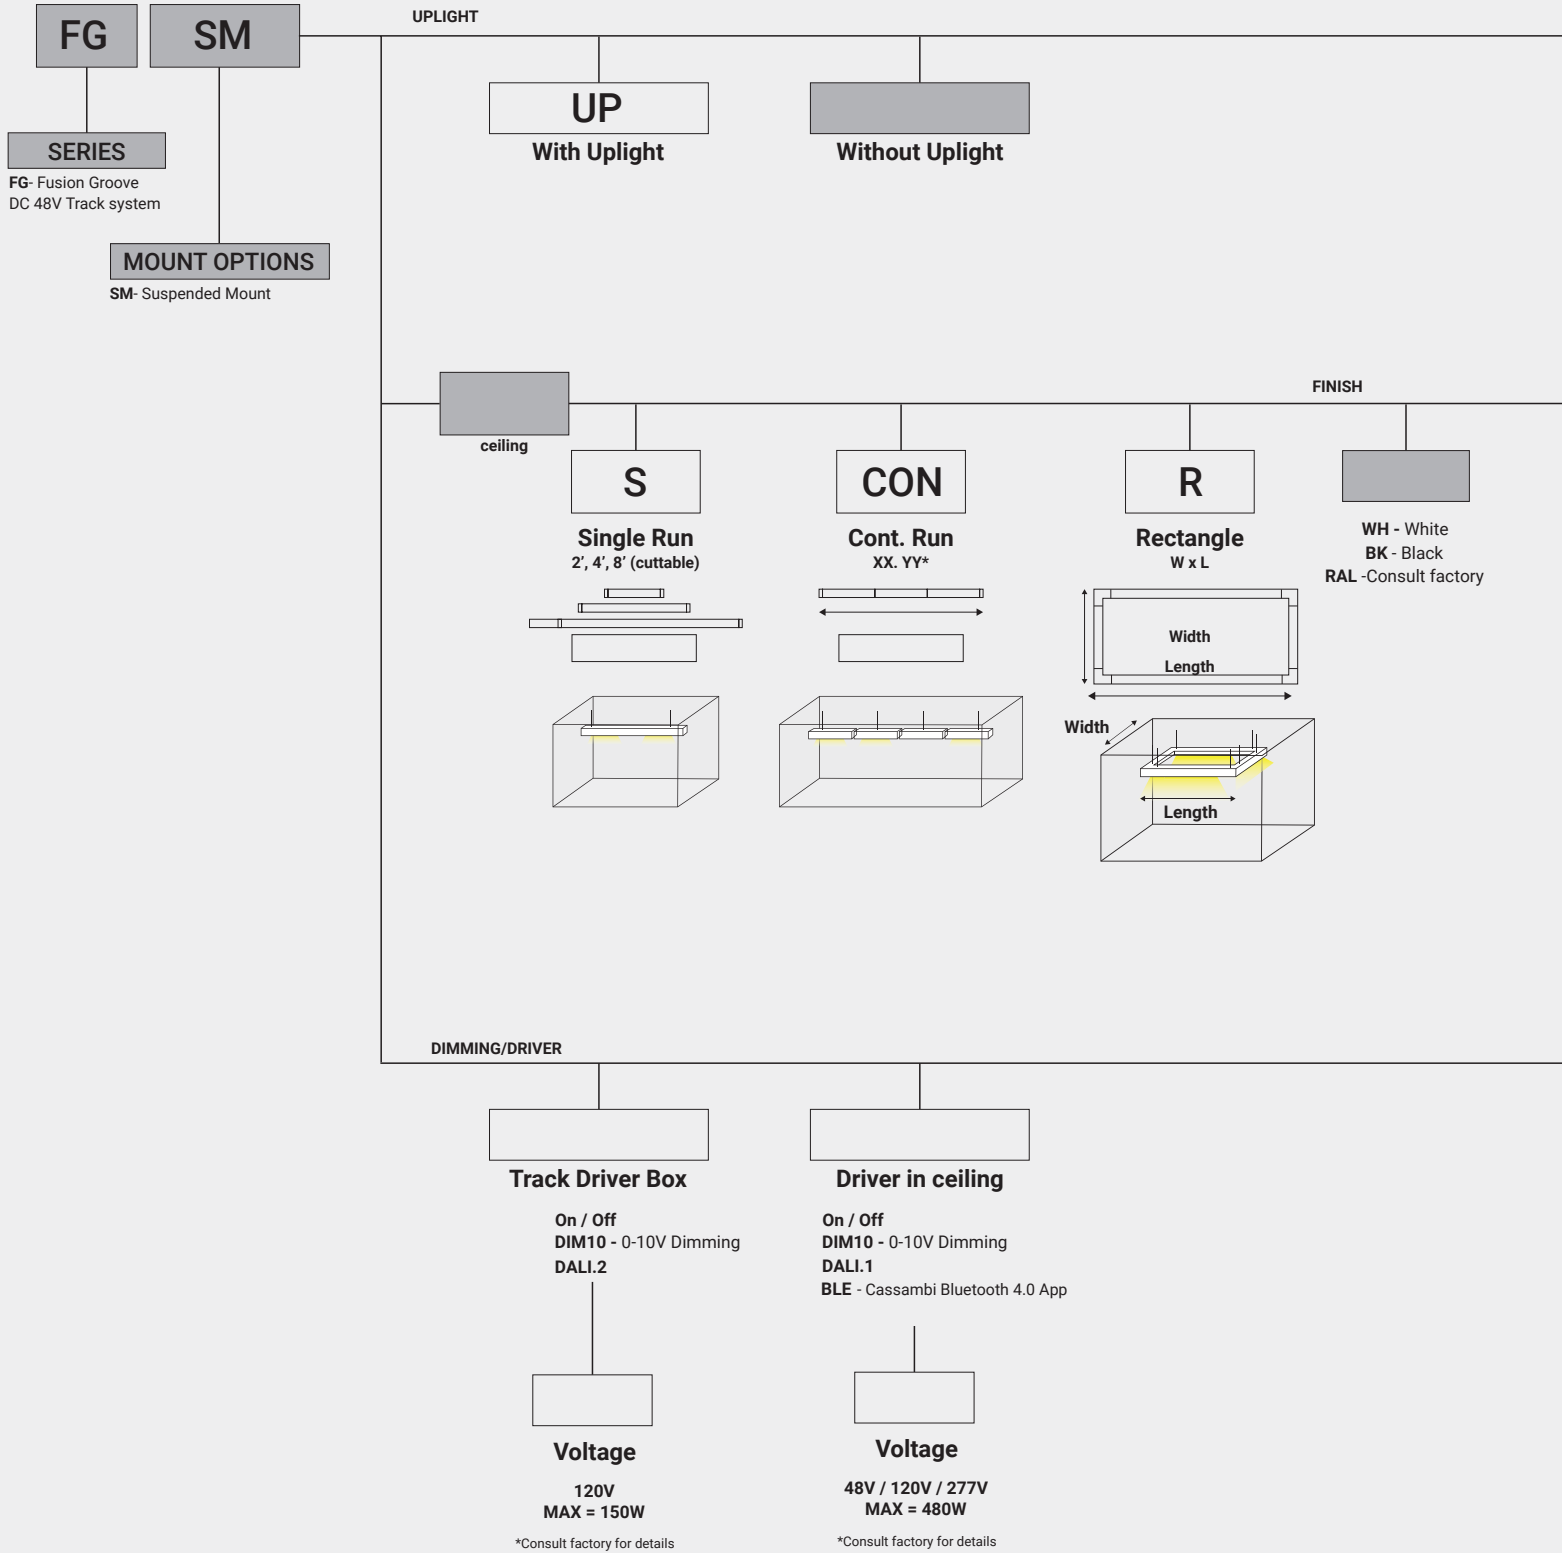 FG
SM
UPLIGHT
UP
With Uplight
Without Uplight
SERIES
FG- Fusion Groove
DC 48V Track system
MOUNT OPTIONS
SM- Suspended Mount
ceiling
FINISH
S
Single Run
2’, 4’, 8’ (cuttable)
CON
Cont. Run
XX. YY*
R
Rectangle
W x L
Width
Length
Width
Length
WH - White
BK - Black
RAL -Consult factory
DIMMING/DRIVER
Track Driver Box
On / Off
DIM10 - 0-10V Dimming
DALI.2
Voltage
120V
MAX = 150W
*Consult factory for details
Driver in ceiling
On / Off
DIM10 - 0-10V Dimming
DALI.1
BLE - Cassambi Bluetooth 4.0 App
Voltage
48V / 120V / 277V
MAX = 480W
*Consult factory for details